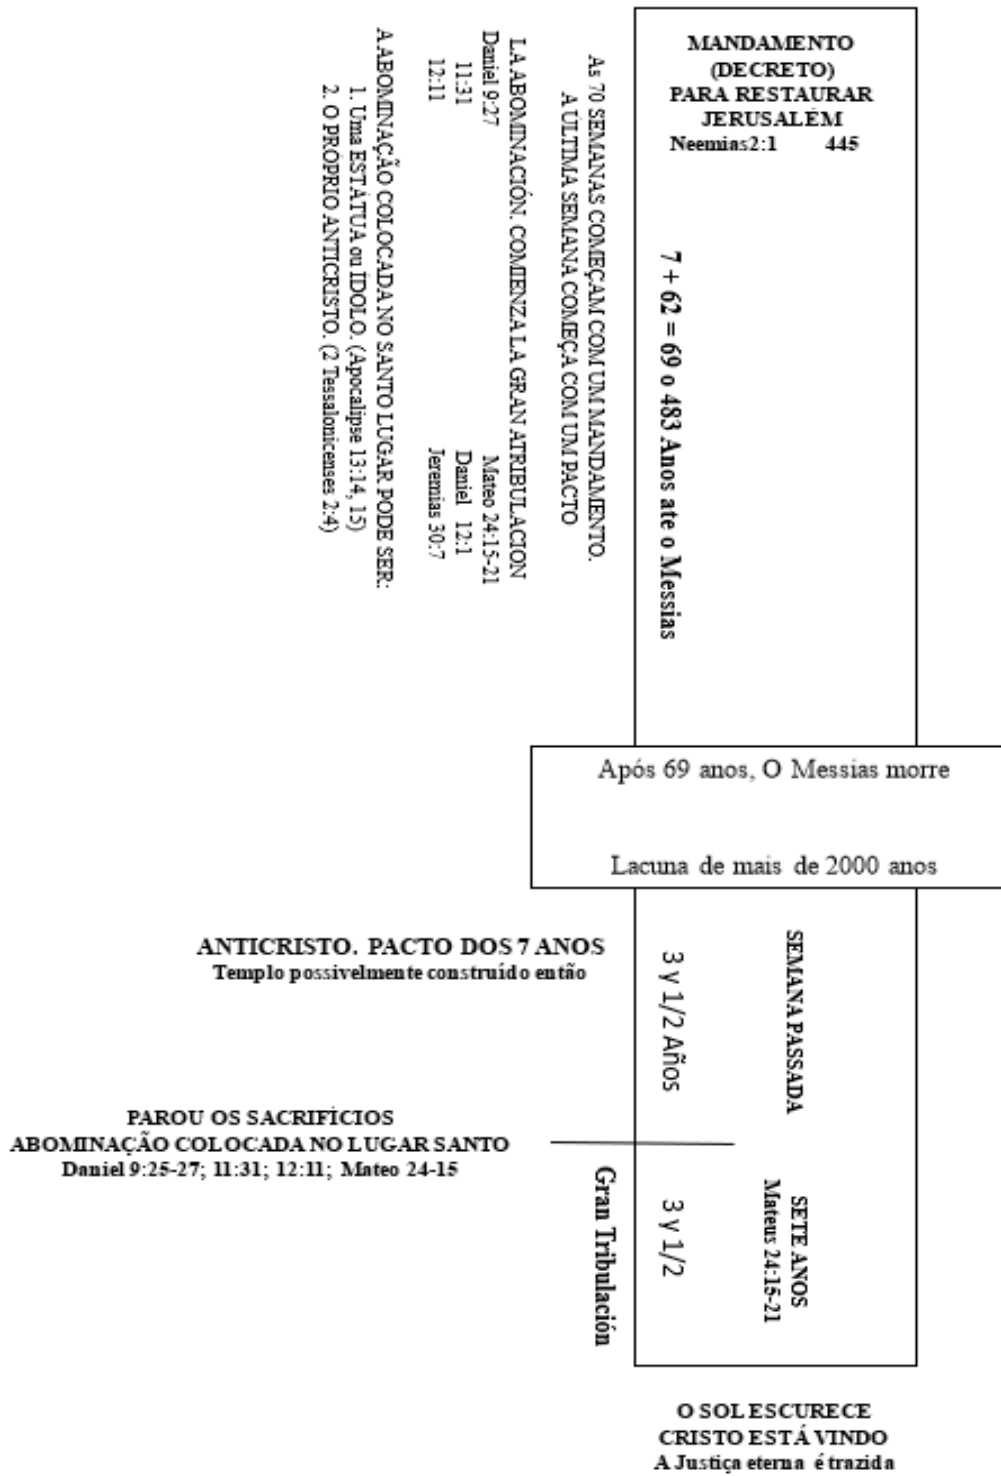 MANDAMENTO
(DECRETO)
PARA RESTAURAR
JERUSALÉM
Neemias2:1 445
7 + 62 = 69 o 483 Anos ate o Messias
As 70 SEMANAS COMEÇAM COM UM MANDAMENTO.
A ÚLTIMA SEMANA COMEÇA COM UM PACTO
LA ABOMINACIÓN. COMIENZA LA GRAN ATRIBULACION
Daniel 9:27 Mateo 24:15-21
11:31 Daniel 12:1
12:11 Jeremias 30:7
A ABOMINAÇÃO COLOCADA NO SANTO LUGAR PODE SER:
1. Uma ESTÁTUA ou ÍDOLO. (Apocalipse 13:14, 15)
2. O PRÓPRIO ANTICRISTO. (2 Tessalonicenses 2:4)
Após 69 anos, O Messias morre
Lacuna de mais de 2000 anos
ANTICRISTO. PACTO DOS 7 ANOS
Templo possivelmente construído então
SEMANA PASSADA
3 y 1/2 Años
PAROU OS SACRIFÍCIOS
ABOMINAÇÃO COLOCADA NO LUGAR SANTO
Daniel 9:25-27; 11:31; 12:11; Mateo 24-15
SETE ANOS
Mateus 24:15-21
3 y 1/2
Gran Tribulación
O SOL ESCURECE
CRISTO ESTÁ VINDO
A Justiça eterna é trazida